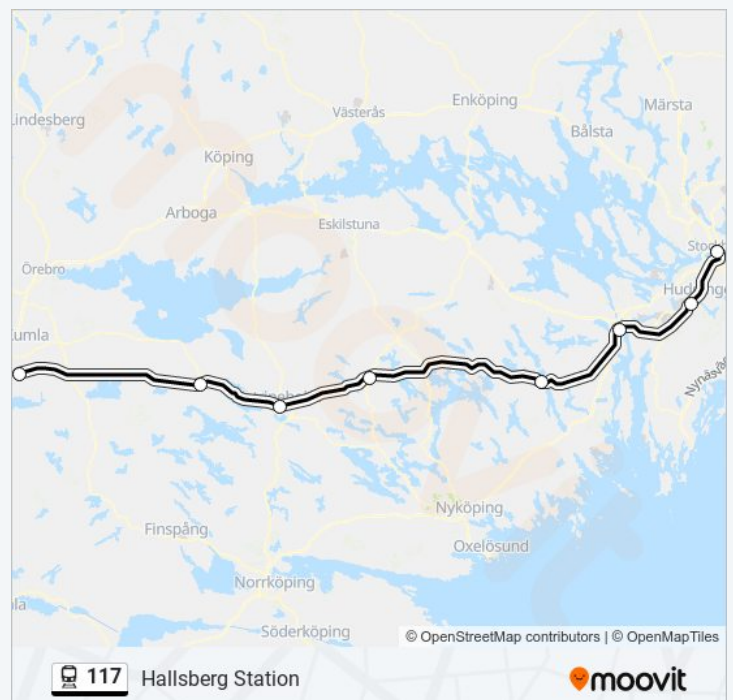 Märsta
Enköping
Västerås
Lindesberg
Bålsta
Köping
Arboga
Eskilstuna
Örebro
Nyköping
Finspång
Oxelösund
Norrköping
Söderköping
© OpenStreetMap contributors | © OpenMapTiles
117 Hallsberg Station moovit